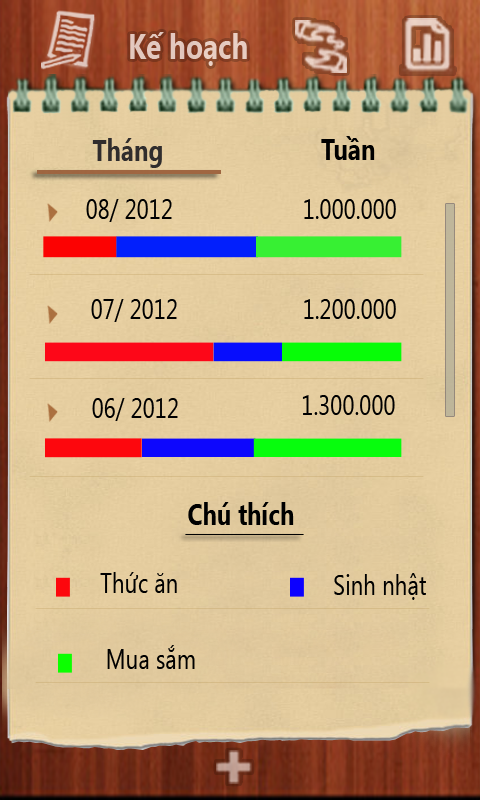 Kế hoạch
Tháng Tuần
08/ 2012 1.000.000
07/ 2012 1.200.000
06/ 2012 1.300.000
Chú thích
Thức ăn Sinh nhật
Mua sắm